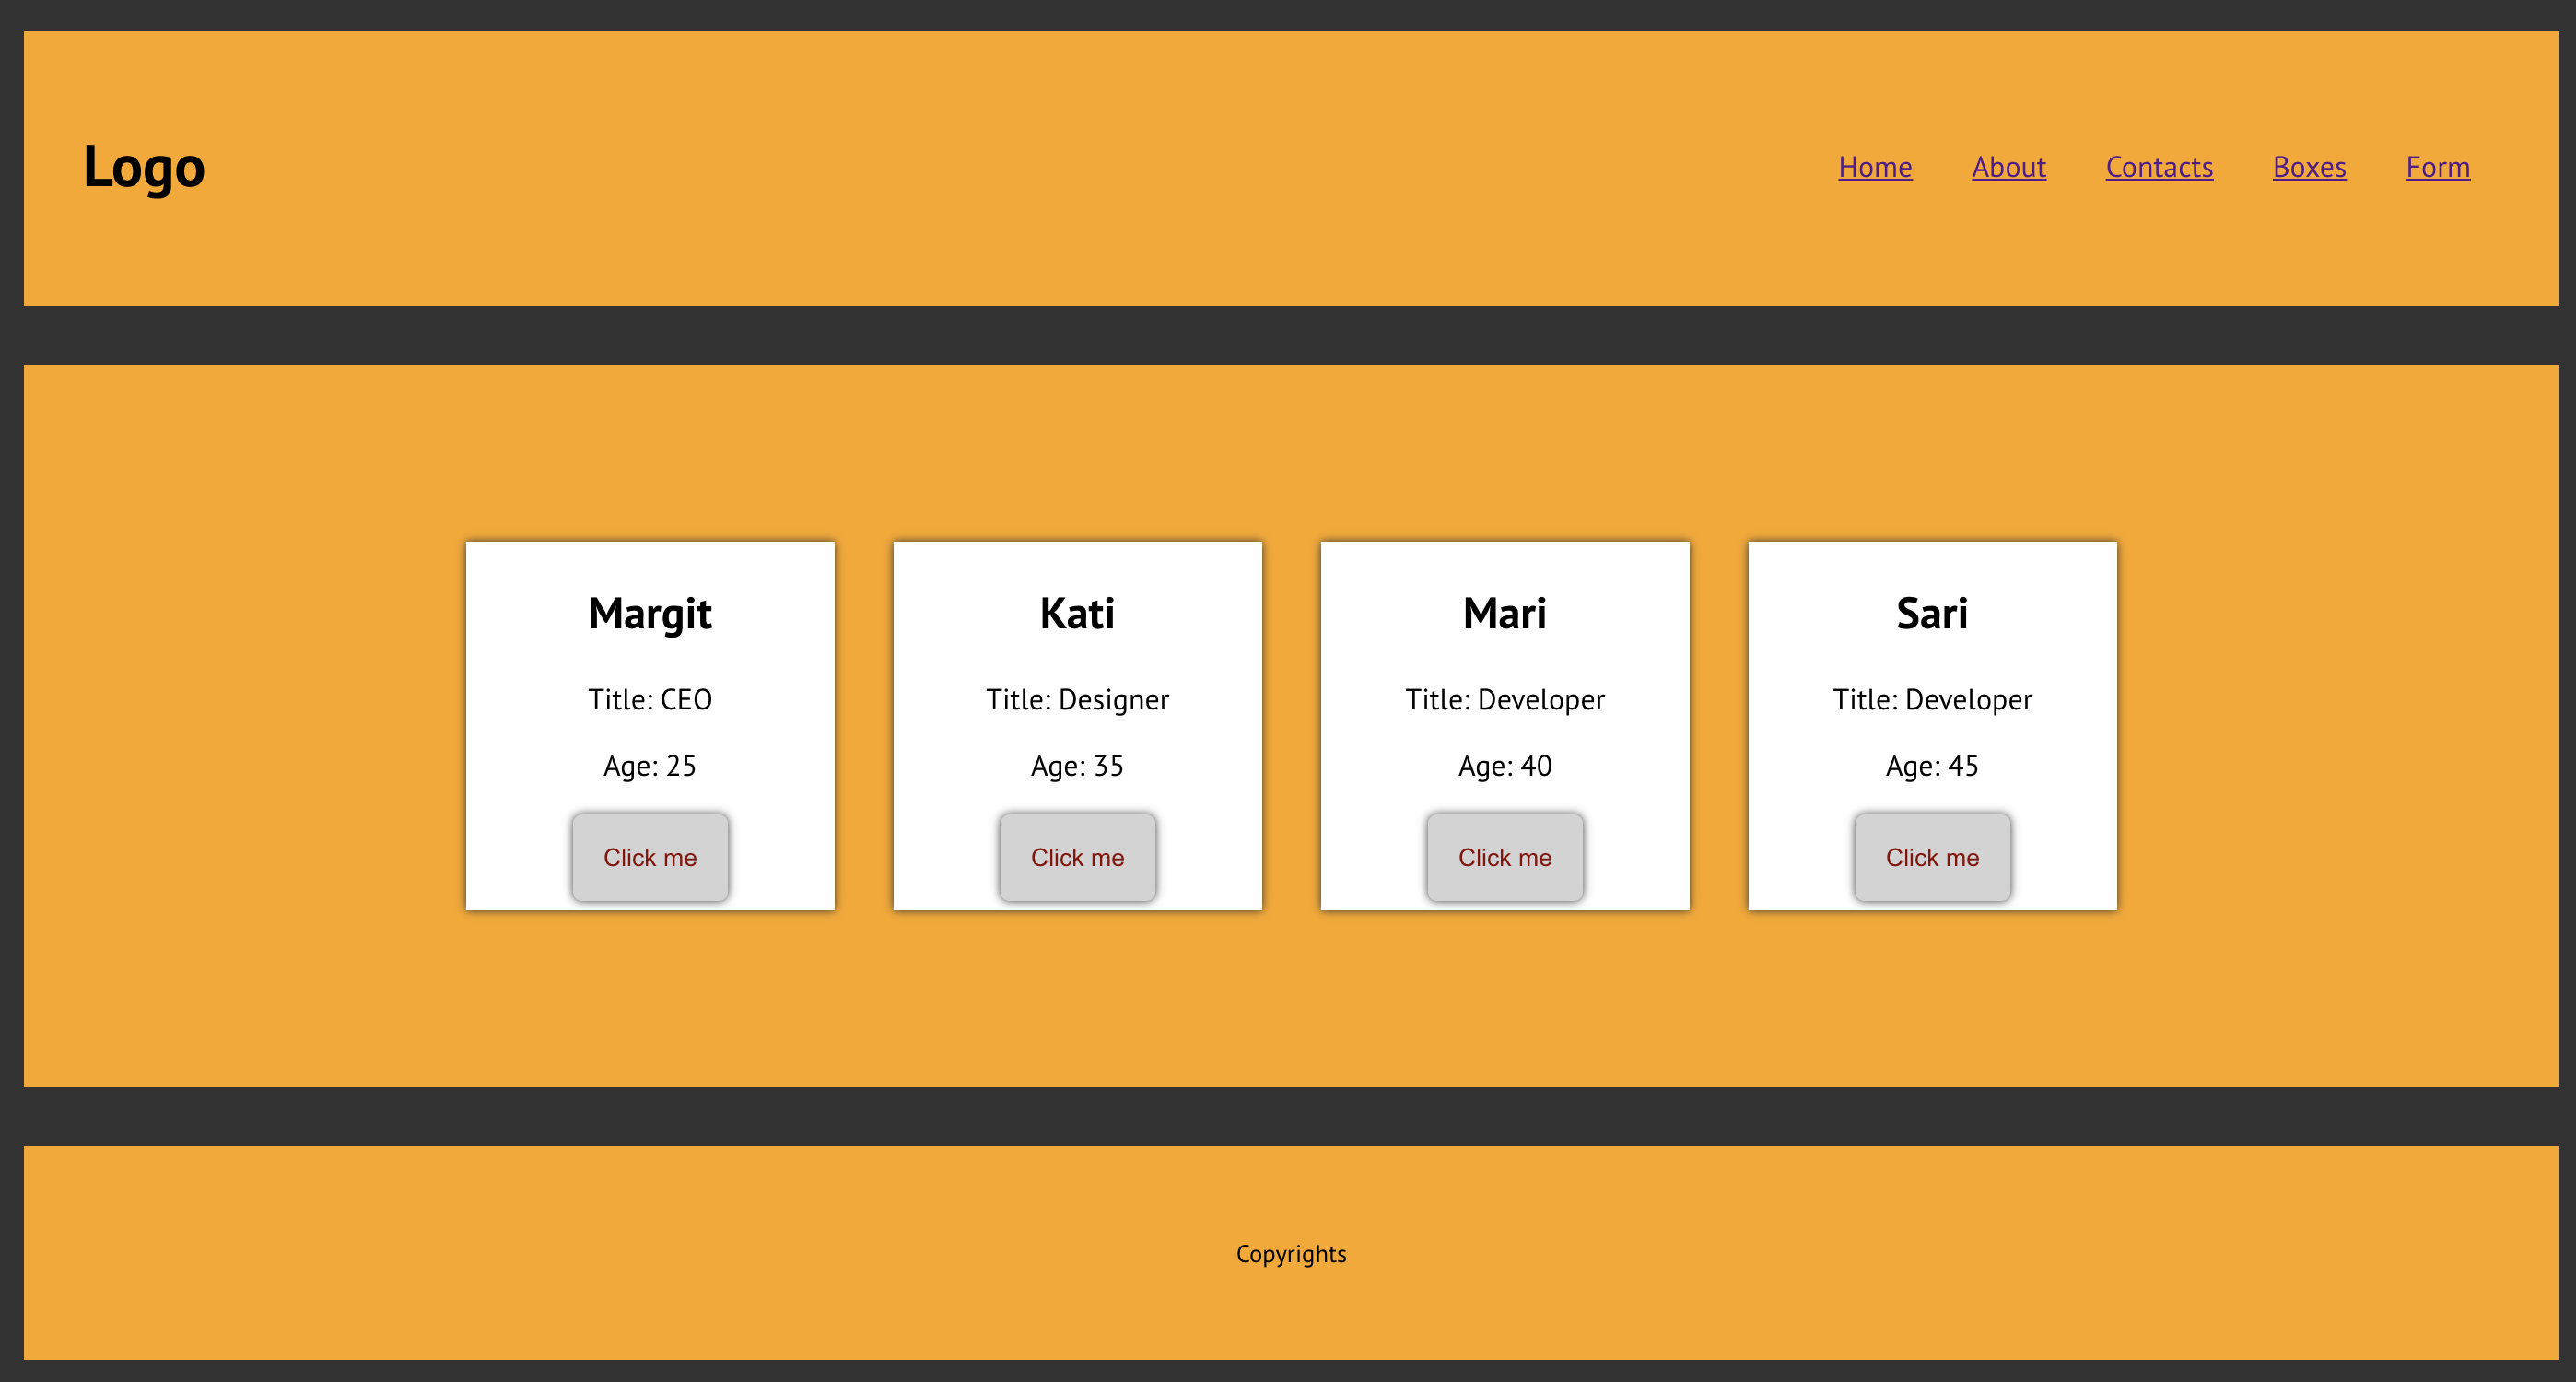 Logo
Home About Contacts Boxes Form
Margit
Title: CEO
Age: 25
Click me
Kati
Title: Designer
Age: 35
Click me
Mari
Title: Developer
Age: 40
Click me
Sari
Title: Developer
Age: 45
Click me
Copyrights